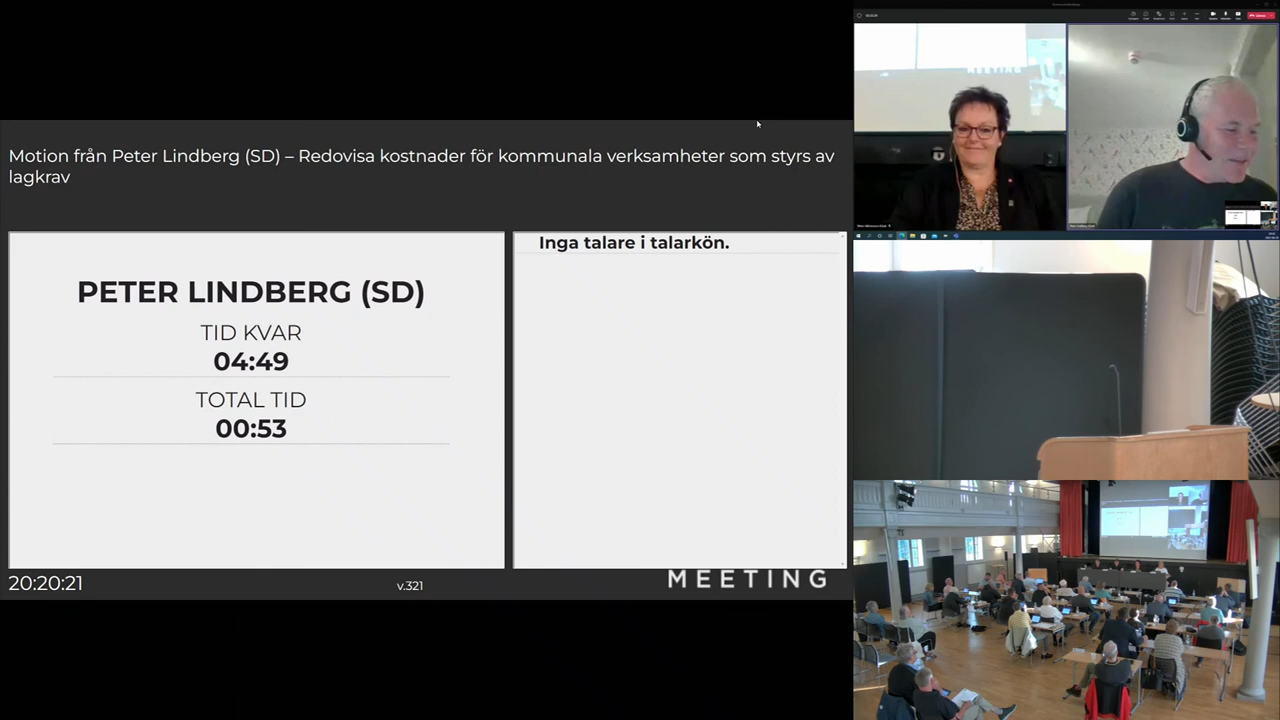 Motion från Peter Lindberg (SD) – Redovisa kostnader för kommunala verksamheter som styrs av
lagkrav
PETER LINDBERG (SD)
TID KVAR
04:49
TOTAL TID
00:53
Inga talare i talarkön.
20:20:21
v.321
MEETING
MEETING